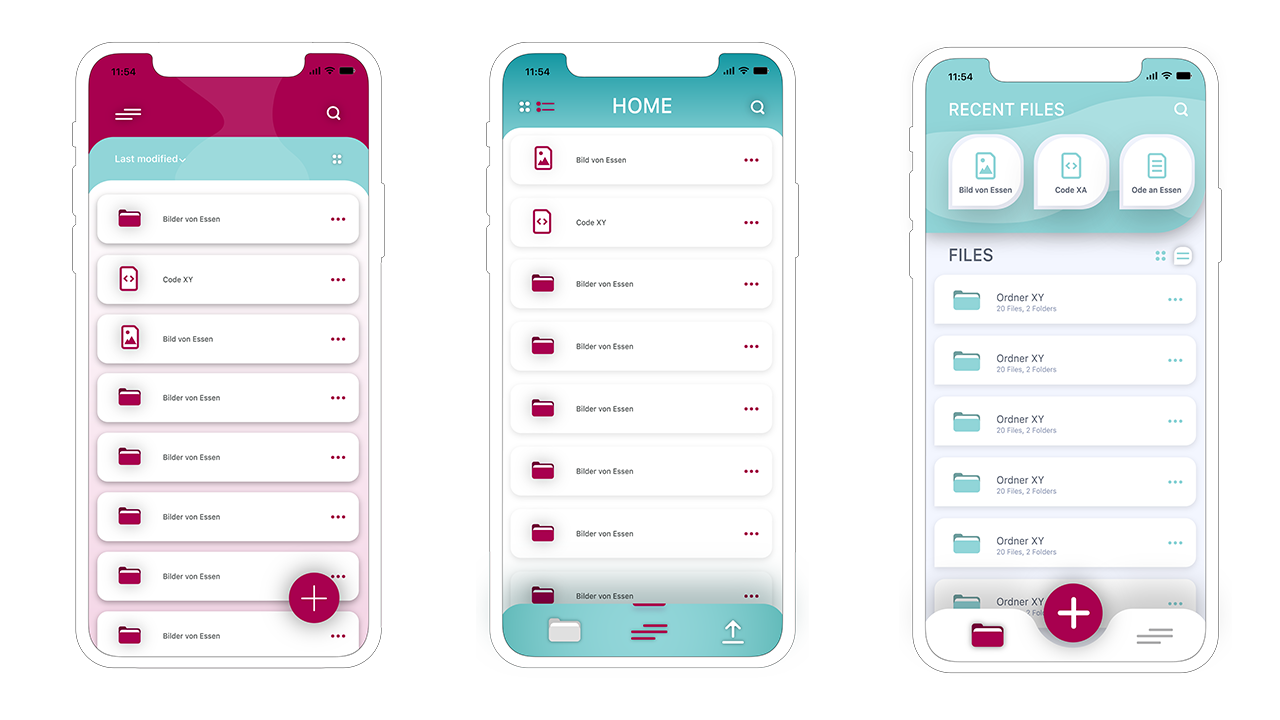 11:54
Last modified
Bilder von Essen
Code XY
Bild von Essen
Bilder von Essen
Bilder von Essen
Bilder von Essen
Bilder von Essen
Bilder von Essen
11:54
HOME
Bild von Essen
Code XY
Bilder von Essen
Bilder von Essen
Bilder von Essen
Bilder von Essen
Bilder von Essen
Bilder von Essen
11:54
RECENT FILES
Bild von Essen
Code XA
Ode an Essen
FILES
Ordner XY
20 Files, 2 Folders
Ordner XY
20 Files, 2 Folders
Ordner XY
20 Files, 2 Folders
Ordner XY
20 Files, 2 Folders
Ordner XY
20 Files, 2 Folders
Ordner XY
20 Files, 2 Folders